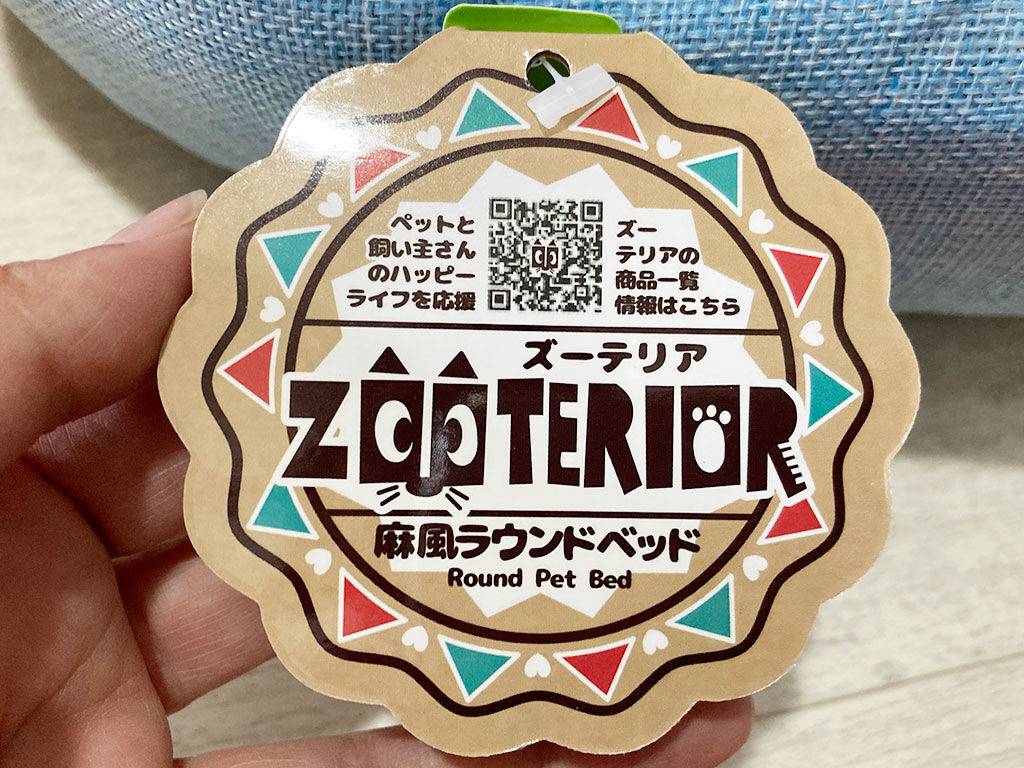 ペットと
飼い主さん
のハッピー
ライフを応援
ズー
テリアの
商品一覧
情報はこちら
ズーテリア
ZOOTERIOR
麻風ラウンドベッド
Round Pet Bed